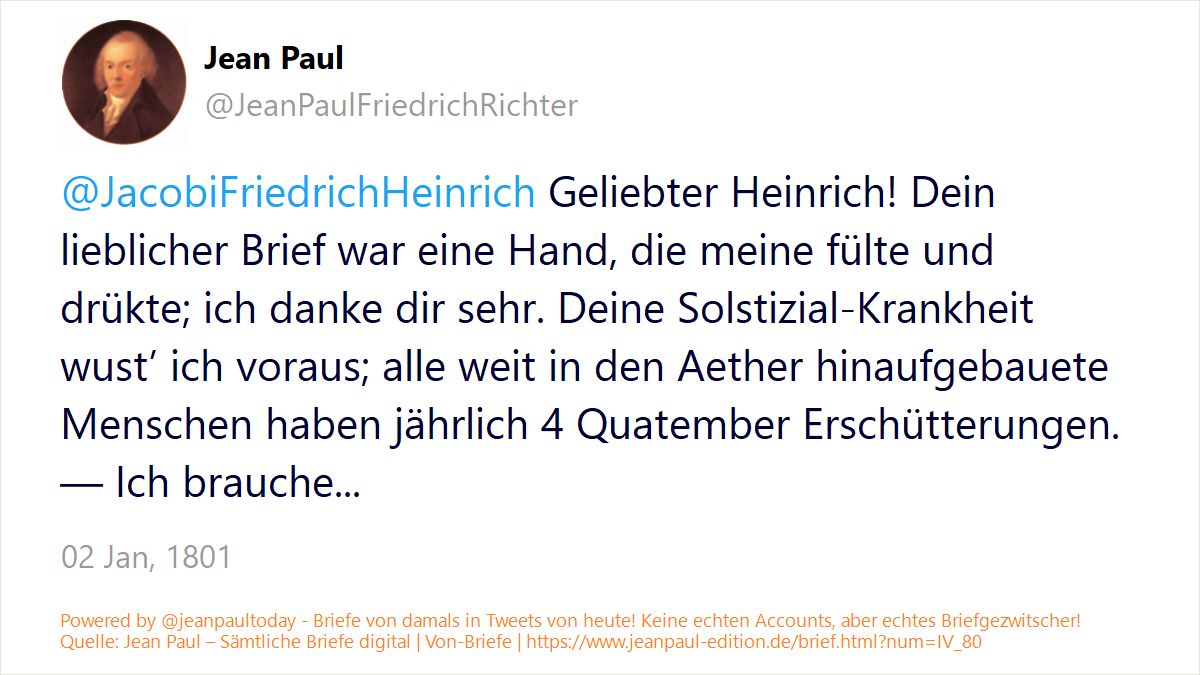 Jean Paul
@JeanPaulFriedrichRichter
@JacobiFriedrichHeinrich Geliebter Heinrich! Dein
lieblicher Brief war eine Hand, die meine fülte und
drükte; ich danke dir sehr. Deine Solstizial-Krankheit
wust’ ich voraus; alle weit in den Aether hinaufgebauete
Menschen haben jährlich 4 Quatember Erschütterungen.
— Ich brauche...
02 Jan, 1801
Powered by @jeanpaultoday - Briefe von damals in Tweets von heute! Keine echten Accounts, aber echtes Briefgezwitscher!
Quelle: Jean Paul – Sämtliche Briefe digital | Von-Briefe | https://www.jeanpaul-edition.de/brief.html?num=IV_80